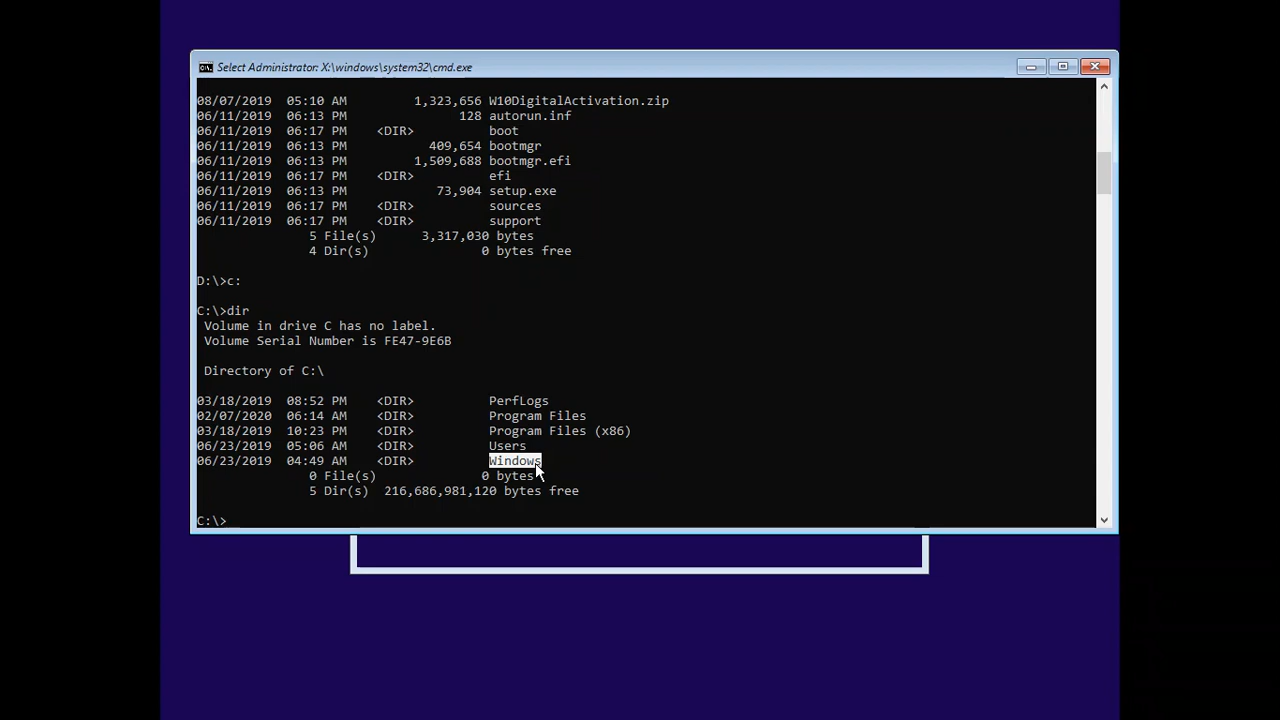 Select Administrator: X:\windows\system32\cmd.exe
08/07/2019  05:10 AM         1,323,656 W10DigitalActivation.zip
06/11/2019  06:13 PM               128 autorun.inf
06/11/2019  06:17 PM    <DIR>          boot
06/11/2019  06:13 PM           409,654 bootmgr
06/11/2019  06:13 PM         1,509,688 bootmgr.efi
06/11/2019  06:17 PM    <DIR>          efi
06/11/2019  06:13 PM            73,904 setup.exe
06/11/2019  06:17 PM    <DIR>          sources
06/11/2019  06:17 PM    <DIR>          support
5 File(s)      3,317,030 bytes
4 Dir(s)               0 bytes free
D:\>c:
C:\>dir
Volume in drive C has no label.
Volume Serial Number is FE47-9E6B
Directory of C:\
03/18/2019  08:52 PM    <DIR>          PerfLogs
02/07/2020  06:14 AM    <DIR>          Program Files
03/18/2019  10:23 PM    <DIR>          Program Files (x86)
06/23/2019  05:06 AM    <DIR>          Users
06/23/2019  04:49 AM    <DIR>          Windows
0 File(s)              0 bytes
5 Dir(s)  216,686,981,120 bytes free
C:\>